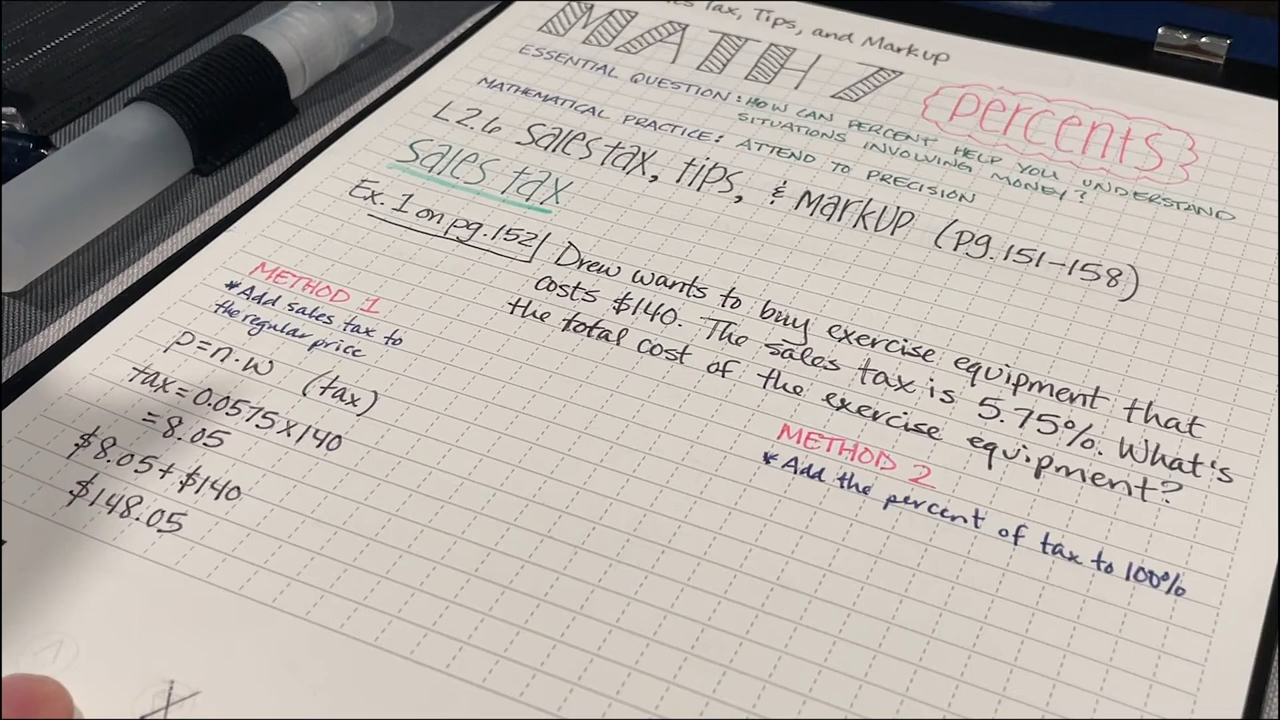 Tax, Tips, and Markup
MATH 7
percents
ESSENTIAL QUESTION: HOW CAN PERCENT HELP YOU UNDERSTAND
SITUATIONS INVOLVING MONEY?
MATHEMATICAL PRACTICE: ATTEND TO PRECISION
L2.6 Sales tax, tips, & MARKUP (pg.151-158)
Sales tax
Ex. 1 on pg.152 Drew wants to buy exercise equipment that
costs $140. The sales tax is 5.75%. What's
the total cost of the exercise equipment?
METHOD 1
*Add sales tax to
the regular price
p=n·w (tax)
tax=0.0575×140
=8.05
$8.05+$140
$148.05
METHOD 2
*Add the percent of tax to 100%